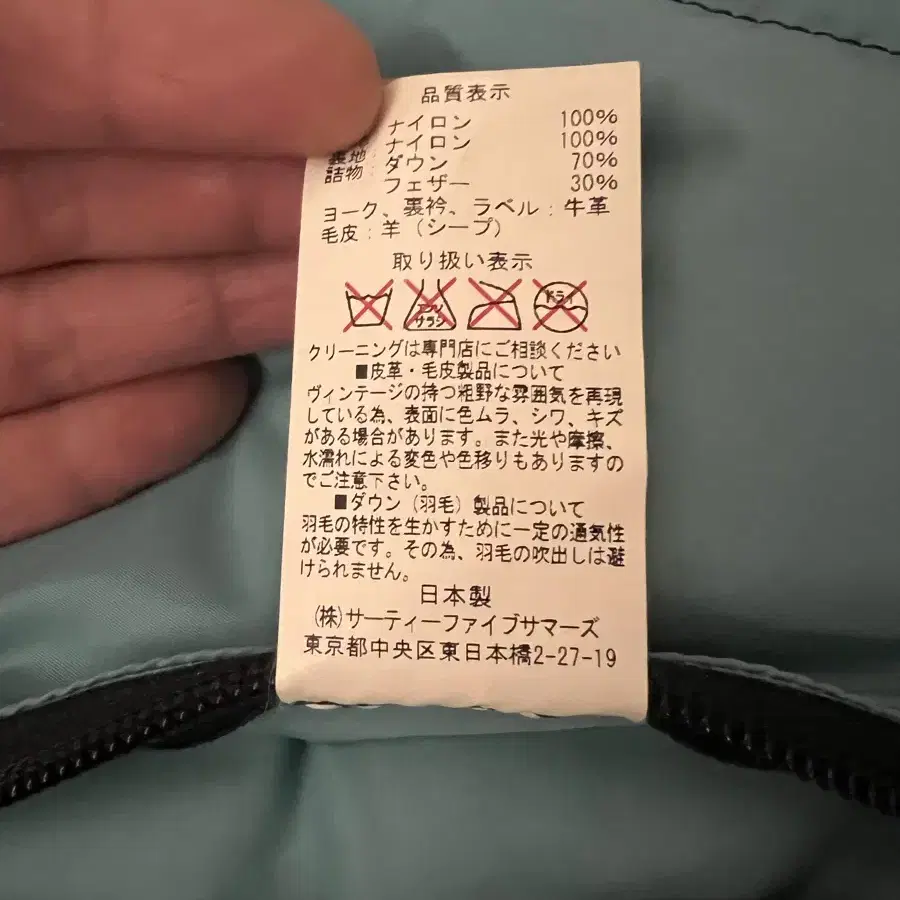 品質表示
ナイロン 100%
裏地 ナイロン 100%
詰物 ダウン 70%
フェザー 30%
ヨーク、裏衿、ラベル:牛革
毛皮:羊(シープ)
取り扱い表示
エンソ サラシ ドライ
クリーニングは専門店にご相談ください
■皮革・毛皮製品について
ヴィンテージの持つ粗野な雰囲気を再現
している為、表面に色ムラ、シワ、キズ
がある場合があります。また光や摩擦、
水濡れによる変色や色移りもありますの
でご注意下さい。
■ダウン(羽毛)製品について
羽毛の特性を生かすために一定の通気性
が必要です。その為、羽毛の吹出しは避
けられません。
日本製
(株)サーティーファイブサマーズ
東京都中央区東日本橋2-27-19